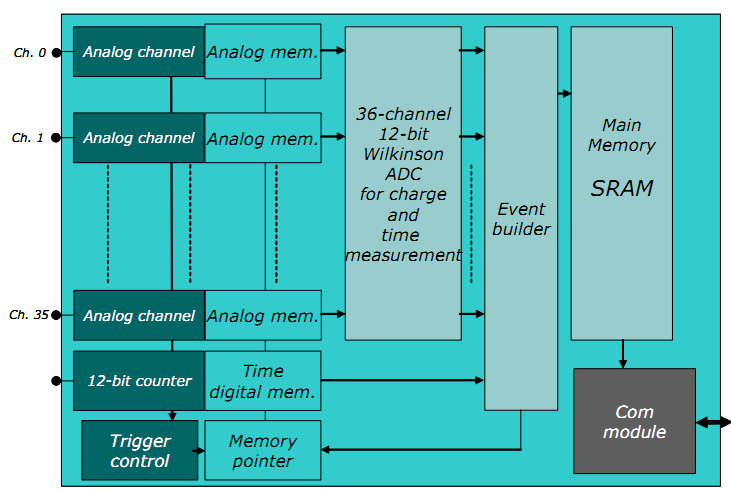 Ch. 0
Analog channel
Analog mem.
Ch. 1
Analog channel
Analog mem.
36-channel
12-bit
Wilkinson
ADC
for charge
and
time
measurement
Event
builder
Main
Memory
SRAM
Ch. 35
Analog channel
Analog mem.
12-bit counter
Time
digital mem.
Trigger
control
Memory
pointer
Com
module